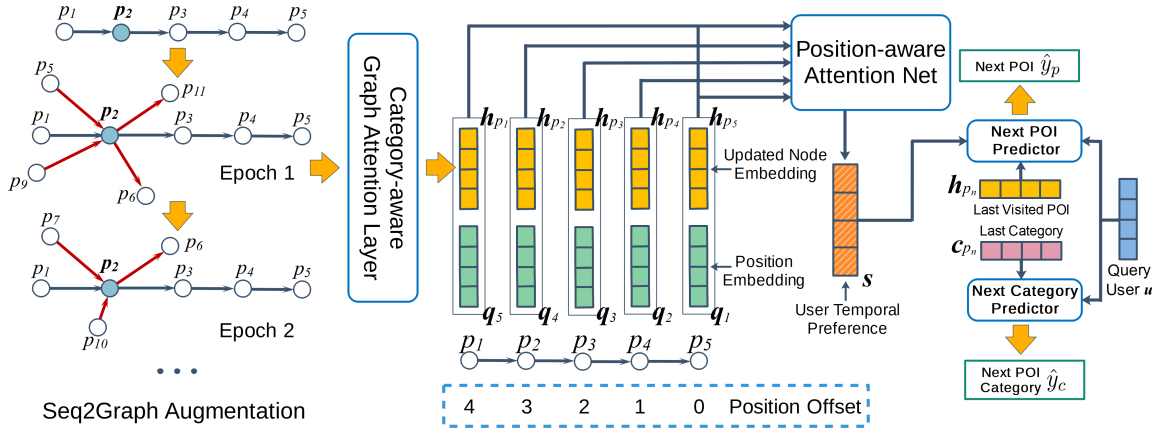 p1 p2 p3 p4 p5
p5 p11
p1 p2 p3 p4 p5
p9 p6
Epoch 1
p7 p6
p1 p2 p3 p4 p5
p10
Epoch 2
• • •
Seq2Graph Augmentation
Category-aware
Graph Attention Layer
hp1 hp2 hp3 hp4 hp5
q5 q4 q3 q2 q1
p1 p2 p3 p4 p5
4 3 2 1 0 Position Offset
Updated Node
Embedding
Position
Embedding
Position-aware
Attention Net
s
User Temporal
Preference
Next POI ŷp
Next POI
Predictor
hpn
Last Visited POI
Last Category
cpn
Next Category
Predictor
Query
User u
Next POI
Category ŷc